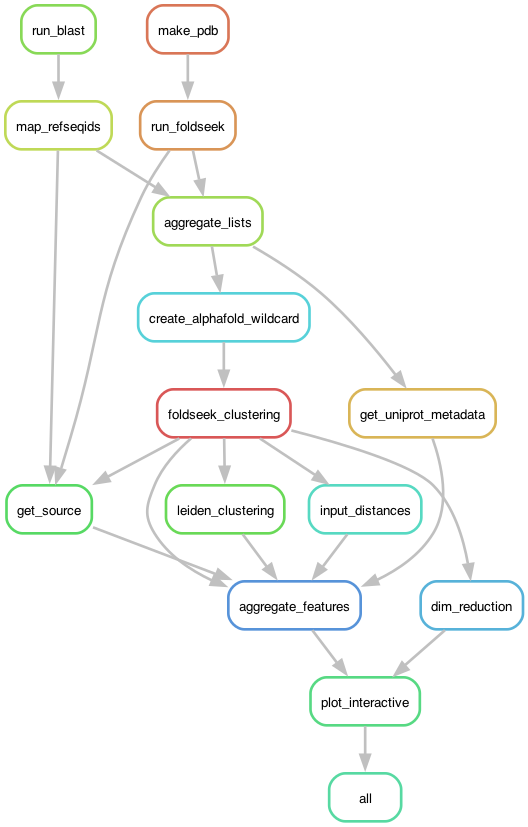 run_blast
make_pdb
map_refseqids
run_foldseek
aggregate_lists
create_alphafold_wildcard
foldseek_clustering
get_uniprot_metadata
get_source
leiden_clustering
input_distances
aggregate_features
dim_reduction
plot_interactive
all